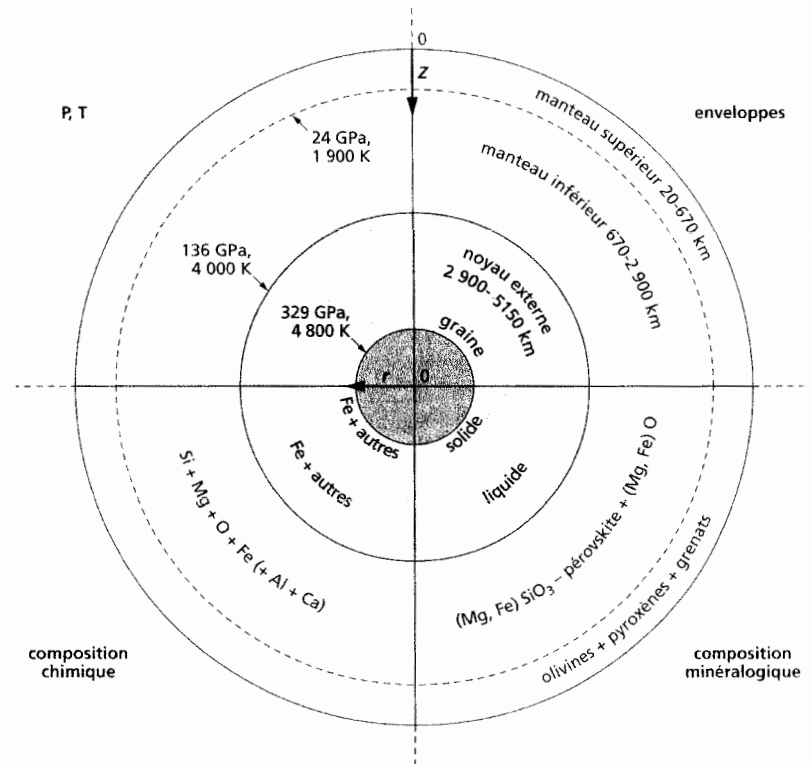 0
Z
P, T
enveloppes
manteau supérieur 20-670 km
24 GPa,
1 900 K
manteau inférieur 670-2 900 km
136 GPa,
4 000 K
noyau externe
2 900- 5150 km
329 GPa,
4 800 K
graine
r
0
Fe + autres
solide
Fe + autres
liquide
Si + Mg + O + Fe (+ Al + Ca)
(Mg, Fe) SiO₃ – pérovskite + (Mg, Fe) O
olivines + pyroxènes + grenats
composition
chimique
composition
minéralogique